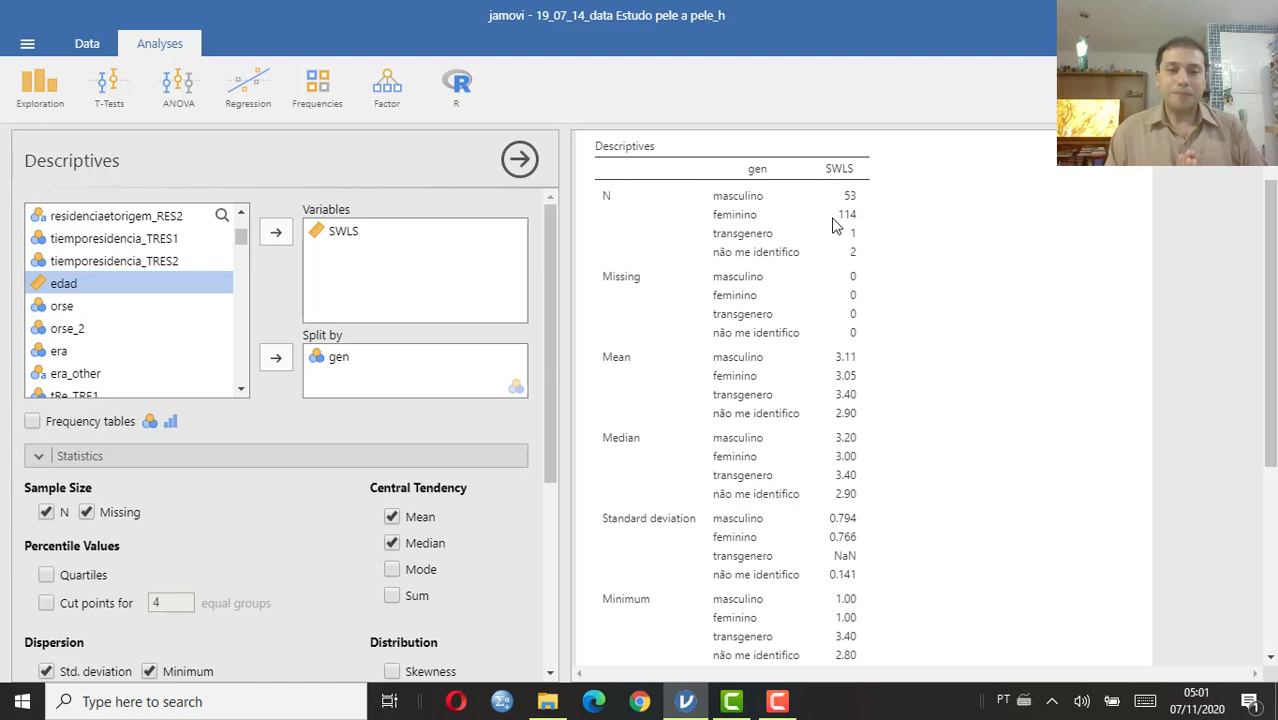 jamovi - 19_07_14_data Estudo pele a pele_h
Data Analyses
Exploration T-Tests ANOVA Regression Frequencies Factor R
Descriptives
residenciaetorigem_RES2
tiemporesidencia_TRES1
tiemporesidencia_TRES2
edad
orse
orse_2
era
era_other
tRe_TRE1
Variables
SWLS
Split by
gen
Frequency tables
Statistics
Sample Size
N Missing
Percentile Values
Quartiles
Cut points for 4 equal groups
Dispersion
Std. deviation Minimum
Central Tendency
Mean
Median
Mode
Sum
Distribution
Skewness
Descriptives
gen SWLS
N masculino 53
feminino 114
transgenero 1
não me identifico 2
Missing masculino 0
feminino 0
transgenero 0
não me identifico 0
Mean masculino 3.11
feminino 3.05
transgenero 3.40
não me identifico 2.90
Median masculino 3.20
feminino 3.00
transgenero 3.40
não me identifico 2.90
Standard deviation masculino 0.794
feminino 0.766
transgenero NaN
não me identifico 0.141
Minimum masculino 1.00
feminino 1.00
transgenero 3.40
não me identifico 2.80
Type here to search
PT
05:01
07/11/2020
1